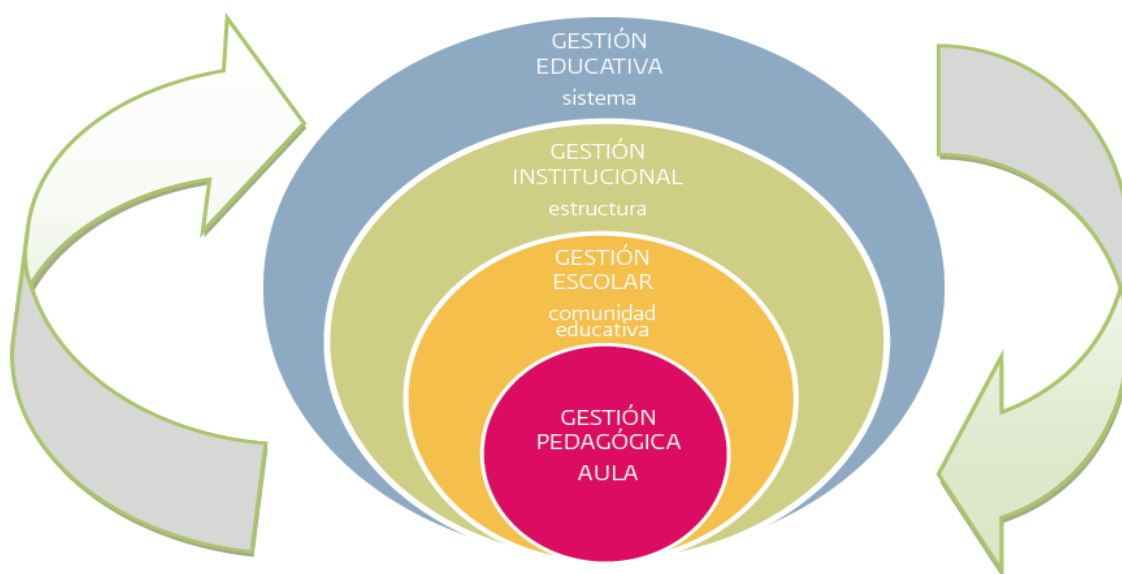 GESTIÓN
EDUCATIVA
sistema
GESTIÓN
INSTITUCIONAL
estructura
GESTIÓN
ESCOLAR
comunidad
educativa
GESTIÓN
PEDAGÓGICA
AULA